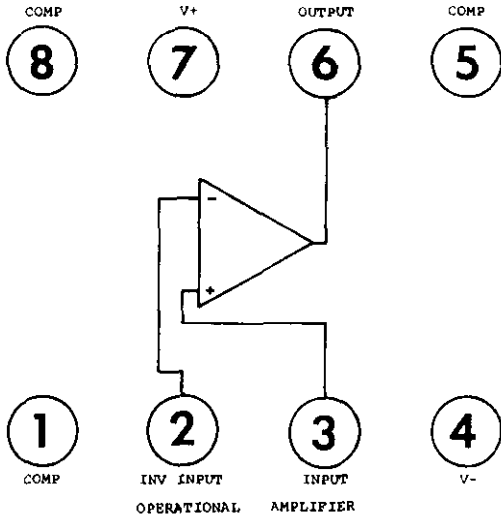 COMP V+ OUTPUT COMP
8 7 6 5
-
+
1 2 3 4
COMP INV INPUT INPUT V-
OPERATIONAL AMPLIFIER